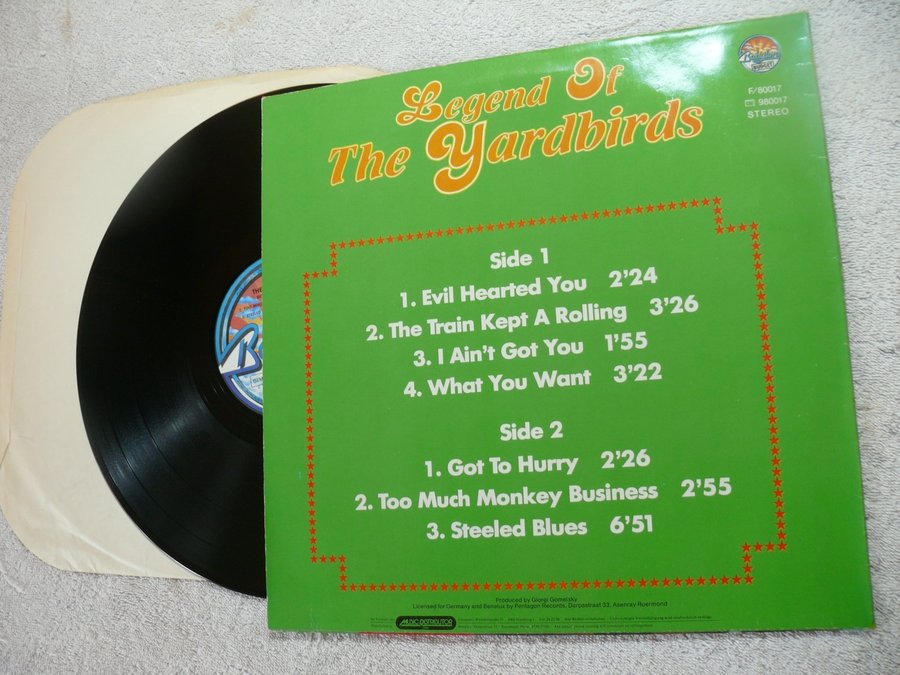 Legend Of
The Yardbirds
F/80017
980017
STEREO
Side 1
1. Evil Hearted You 2'24
2. The Train Kept A Rolling 3'26
3. I Ain't Got You 1'55
4. What You Want 3'22
Side 2
1. Got To Hurry 2'26
2. Too Much Monkey Business 2'55
3. Steeled Blues 6'51
Produced by Giorgi Gomelsky
Licensed for Germany and Benelux by Pentagon Records, Darpostraat 33, Asenray Roermond
MUSIC DISTRIBUTOR